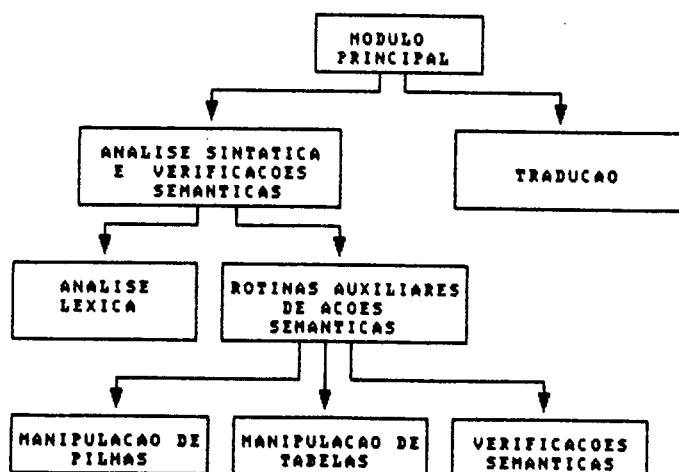 MODULO
PRINCIPAL
ANALISE SINTATICA
E VERIFICACOES
SEMANTICAS
TRADUCAO
ANALISE
LEXICA
ROTINAS AUXILIARES
DE ACOES
SEMANTICAS
MANIPULACAO DE
PILHAS
MANIPULACAO DE
TABELAS
VERIFICACOES
SEMANTICAS